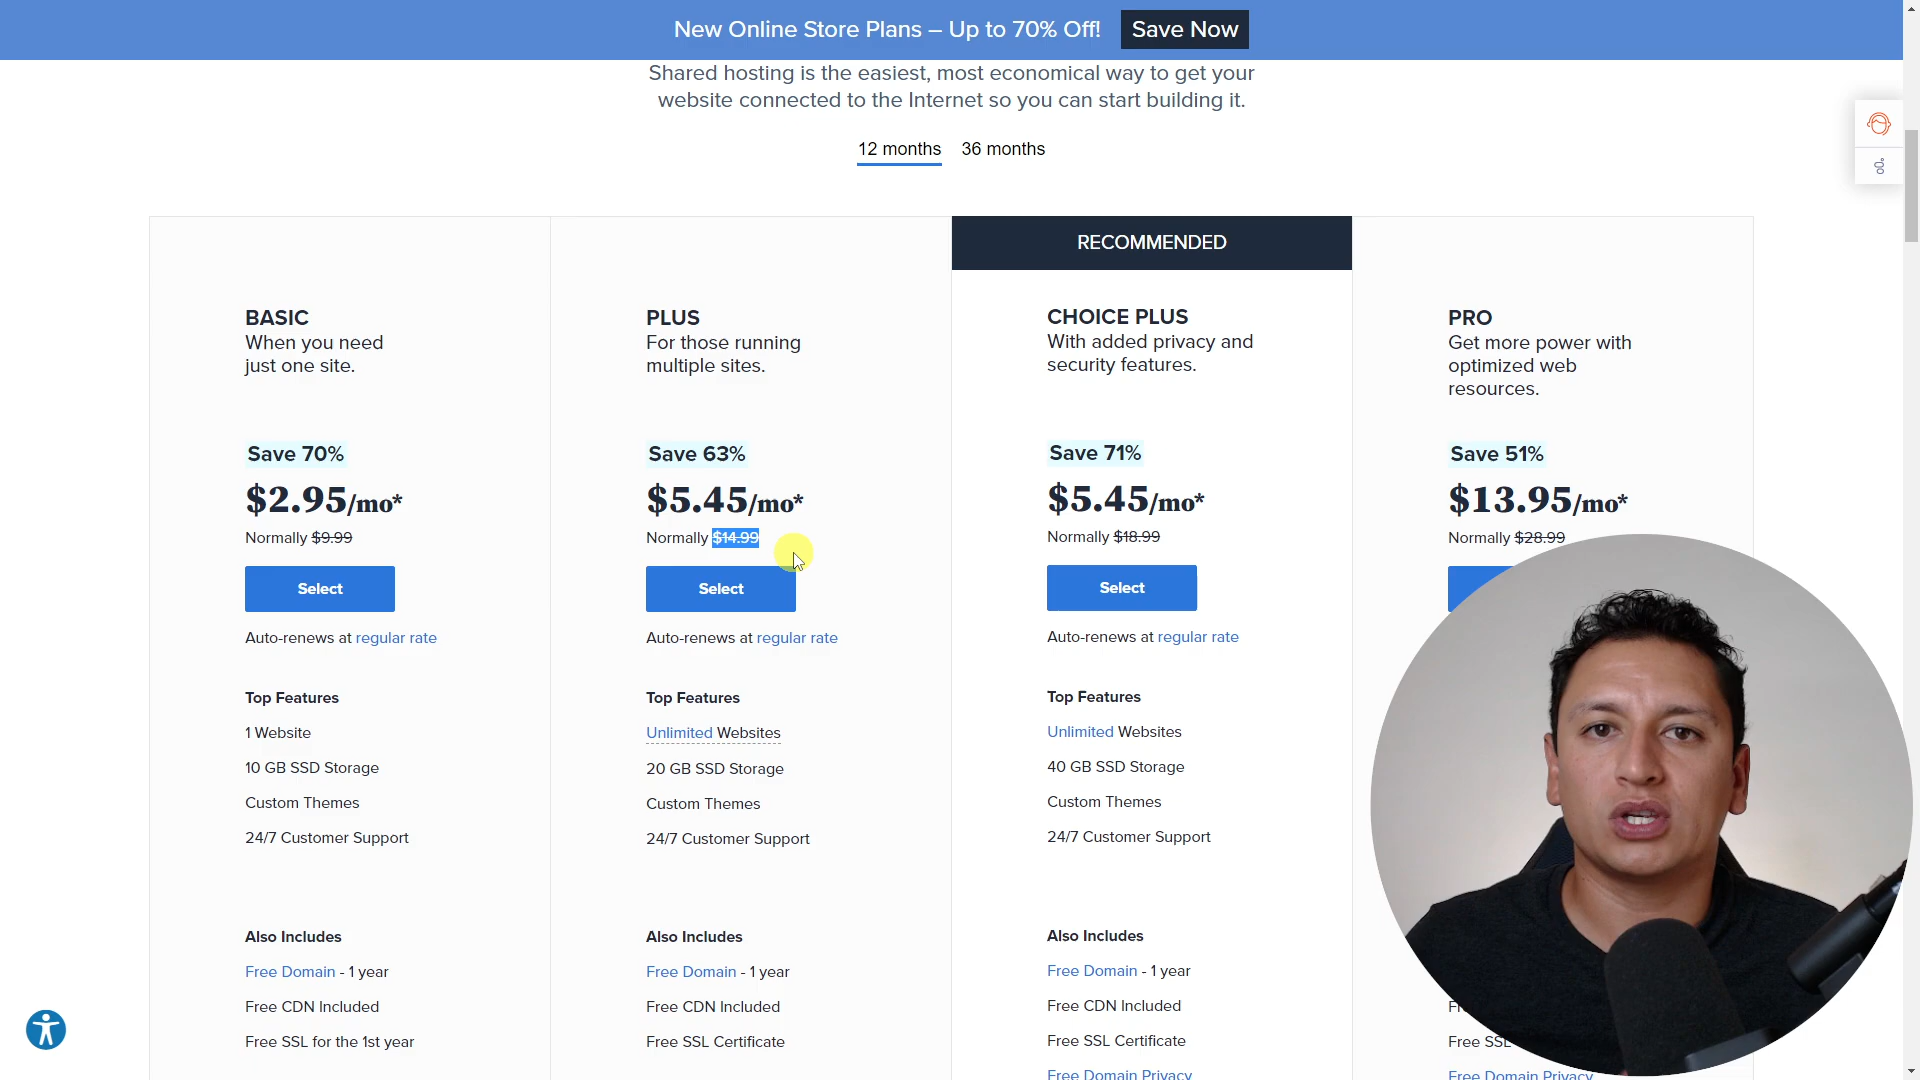 New Online Store Plans – Up to 70% Off! Save Now
Shared hosting is the easiest, most economical way to get your
website connected to the Internet so you can start building it.
12 months 36 months
RECOMMENDED
BASIC
When you need
just one site.
Save 70%
$2.95/mo*
Normally $9.99
Select
Auto-renews at regular rate
Top Features
1 Website
10 GB SSD Storage
Custom Themes
24/7 Customer Support
Also Includes
Free Domain - 1 year
Free CDN Included
Free SSL for the 1st year
PLUS
For those running
multiple sites.
Save 63%
$5.45/mo*
Normally $14.99
Select
Auto-renews at regular rate
Top Features
Unlimited Websites
20 GB SSD Storage
Custom Themes
24/7 Customer Support
Also Includes
Free Domain - 1 year
Free CDN Included
Free SSL Certificate
CHOICE PLUS
With added privacy and
security features.
Save 71%
$5.45/mo*
Normally $18.99
Select
Auto-renews at regular rate
Top Features
Unlimited Websites
40 GB SSD Storage
Custom Themes
24/7 Customer Support
Also Includes
Free Domain - 1 year
Free CDN Included
Free SSL Certificate
Free Domain Privacy
PRO
Get more power with
optimized web
resources.
Save 51%
$13.95/mo*
Normally $28.99
Free SSL
Free Domain Privacy